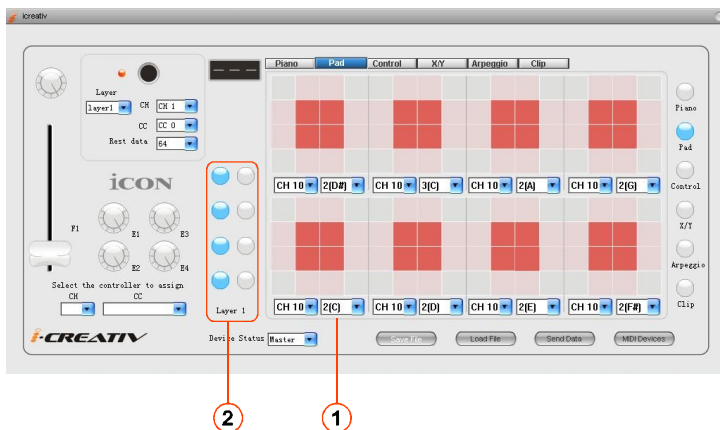 icreativ
Piano Pad Control X/Y Arpeggio Clip
Layer
layer1 CH CH 1
CC CC 0
Rest data 64
iCON
F1
E1 E3
E2 E4
Select the controller to assign
CH CC
i·CREATIV
Layer 1
CH 10 2(D#) CH 10 3(C) CH 10 2(A) CH 10 2(G)
CH 10 2(C) CH 10 2(D) CH 10 2(E) CH 10 2(F#)
Piano
Pad
Control
X/Y
Arpeggio
Clip
Device Status Master Save File Load File Send Data MIDI Devices
2 1